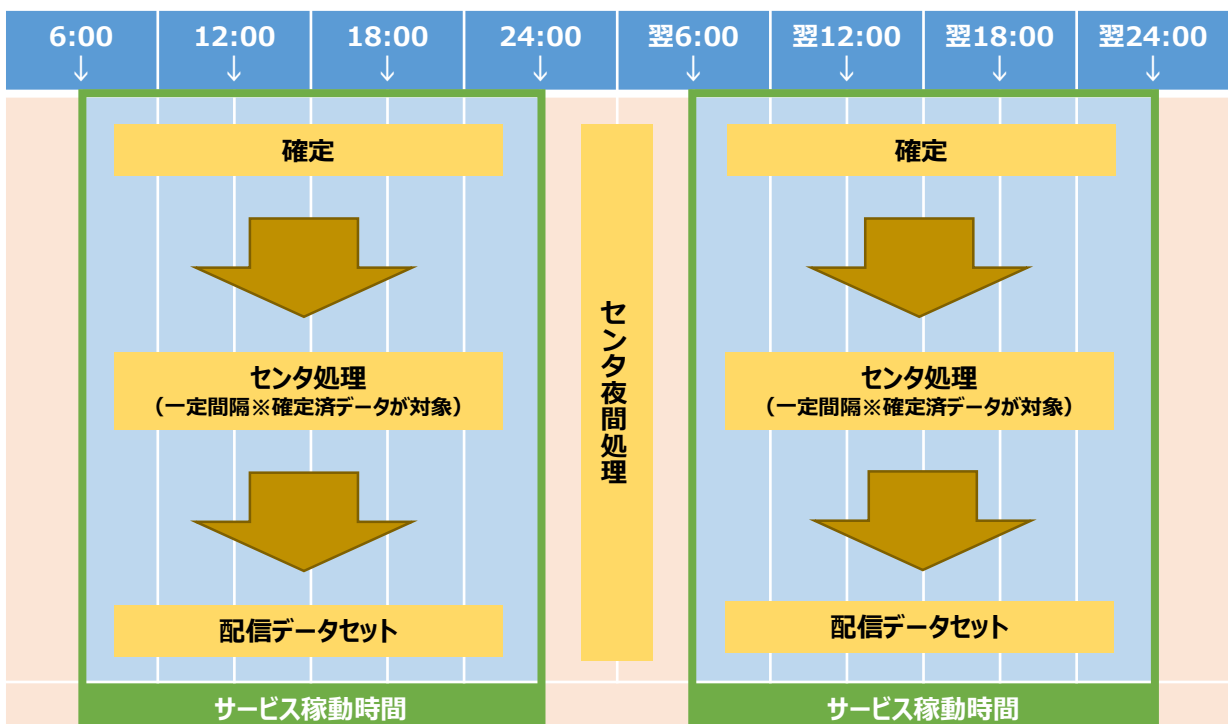 6:00 12:00 18:00 24:00 翌6:00 翌12:00 翌18:00 翌24:00
↓ ↓ ↓ ↓ ↓ ↓ ↓ ↓
確定
センタ処理
（一定間隔※確定済データが対象）
配信データセット
サービス稼動時間
センタ夜間処理
確定
センタ処理
（一定間隔※確定済データが対象）
配信データセット
サービス稼動時間